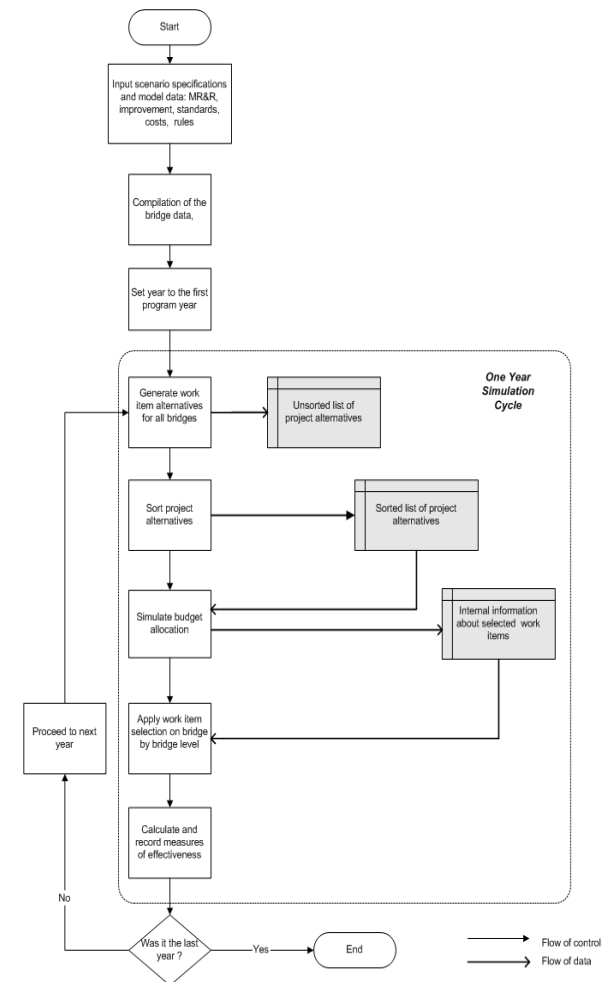 Start
Input scenario specifications
and model data: MR&R,
improvement, standards,
costs, rules
Compilation of the
bridge data,
Set year to the first
program year
One Year
Simulation
Cycle
Generate work
item alternatives
for all bridges
Unsorted list of
project alternatives
Sort project
alternatives
Sorted list of project
alternatives
Simulate budget
allocation
Internal information
about selected work
items
Apply work item
selection on bridge
by bridge level
Proceed to next
year
Calculate and
record measures
of effectiveness
No
Was it the last
year ?
Yes
End
Flow of control
Flow of data